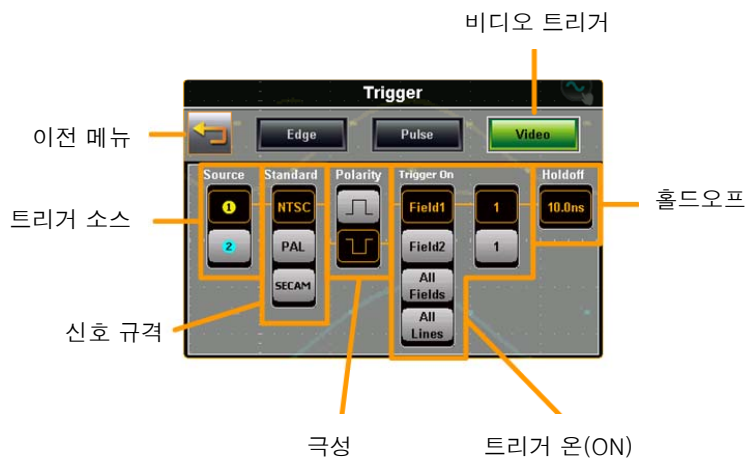 비디오 트리거
Trigger
이전 메뉴
Edge Pulse Video
Source Standard Polarity Trigger On Holdoff
트리거 소스
1 NTSC Field1 1 10.0ns
홀드오프
2 PAL Field2 1
SECAM All Fields
All Lines
신호 규격
극성
트리거 온(ON)